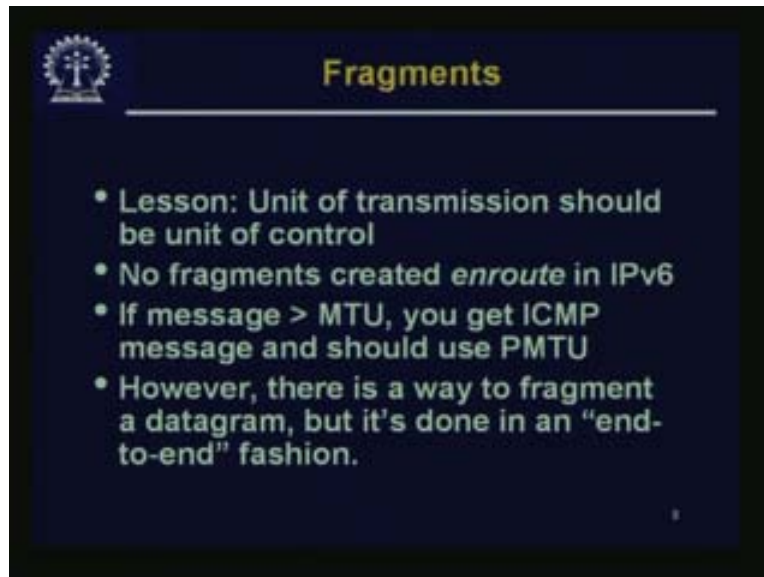 Fragments
• Lesson: Unit of transmission should
be unit of control
• No fragments created enroute in IPv6
• If message > MTU, you get ICMP
message and should use PMTU
• However, there is a way to fragment
a datagram, but it's done in an “end-
to-end” fashion.